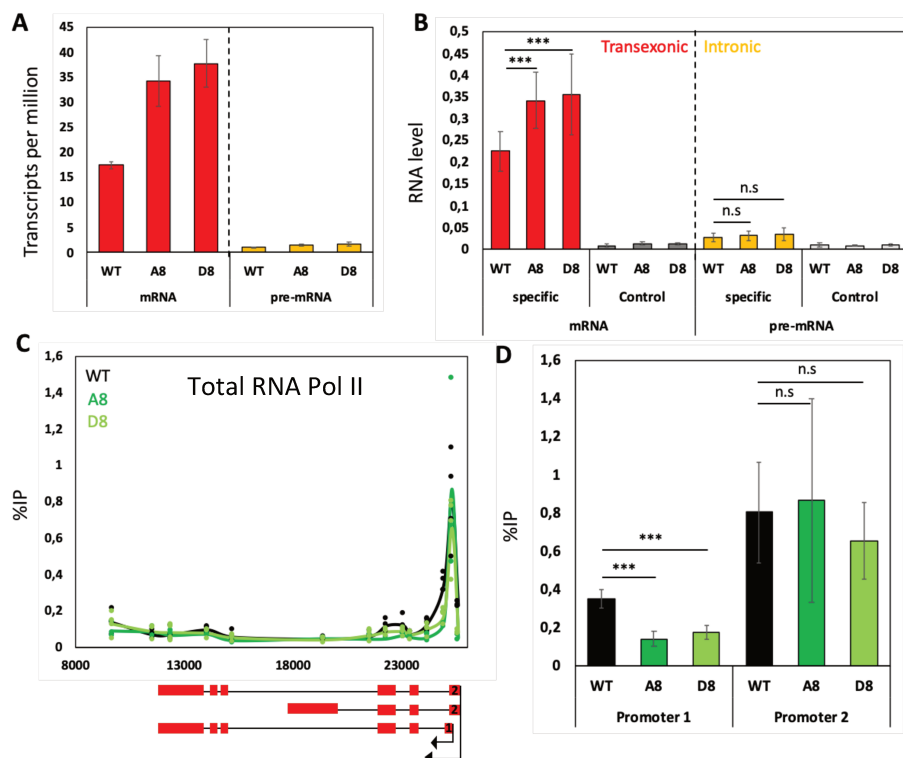 A
Transcripts per million
45
40
35
30
25
20
15
10
5
0
WT A8 D8 WT A8 D8
mRNA pre-mRNA
B
RNA level
0,5
0,45
0,4
0,35
0,3
0,25
0,2
0,15
0,1
0,05
0
*** Transexonic Intronic
***
n.s
n.s
WT A8 D8 WT A8 D8 WT A8 D8 WT A8 D8
specific Control specific Control
mRNA pre-mRNA
C
%IP
1,6
1,4
1,2
1
0,8
0,6
0,4
0,2
0
WT
A8
D8
Total RNA Pol II
8000 13000 18000 23000
2
2
1
D
%IP
1,6
1,4
1,2
1
0,8
0,6
0,4
0,2
0
n.s
n.s
***
***
WT A8 D8 WT A8 D8
Promoter 1 Promoter 2